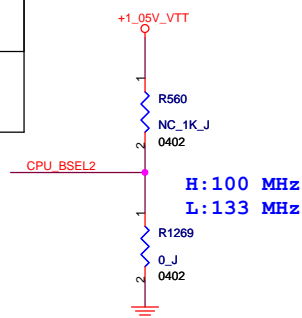 +1_05V_VTT
1
R560
NC_1K_J
2
0402
CPU_BSEL2
H:100 MHz
L:133 MHz
1
R1269
0_J
2
0402